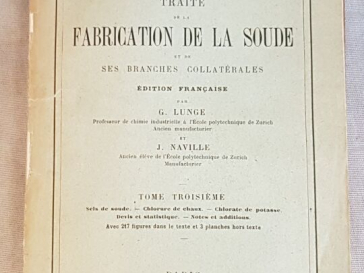 TRAITÉ
DE LA
FABRICATION DE LA SOUDE
ET DE
SES BRANCHES COLLATÉRALES
ÉDITION FRANÇAISE
PAR
G. LUNGE
Professeur de chimie industrielle à l'École polytechnique de Zurich
Ancien manufacturier
ET
J. NAVILLE
Ancien élève de l'École polytechnique de Zurich
Manufacturier
TOME TROISIÈME
Sels de soude. — Chlorure de chaux. — Chlorate de potasse.
Devis et statistique. — Notes et additions.
Avec 217 figures dans le texte et 3 planches hors texte